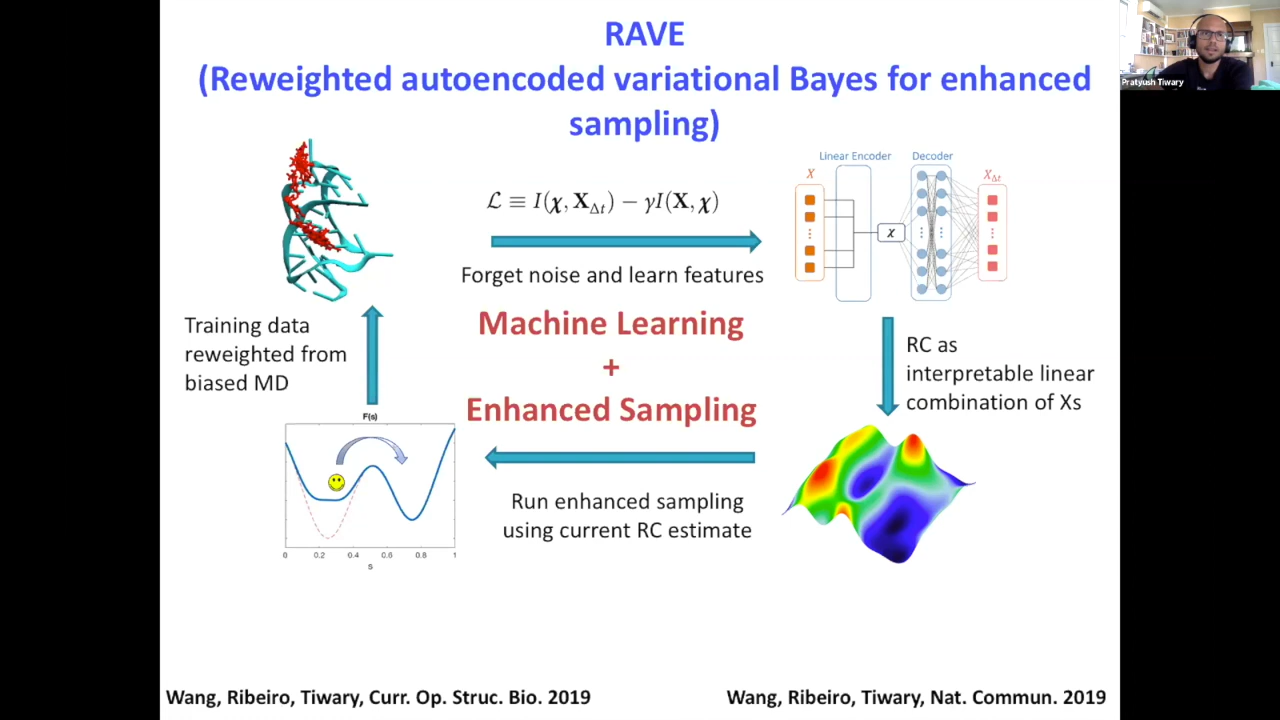 RAVE
(Reweighted autoencoded variational Bayes for enhanced
sampling)
Pratyush Tiwary
Linear Encoder
Decoder
X
X_Δt
χ
ℒ ≡ I(χ, X_Δt) − γI(X, χ)
Forget noise and learn features
Machine Learning
+
Enhanced Sampling
Training data
reweighted from
biased MD
RC as
interpretable linear
combination of Xs
F(s)
0 0.2 0.4 0.6 0.8 1
s
Run enhanced sampling
using current RC estimate
Wang, Ribeiro, Tiwary, Curr. Op. Struc. Bio. 2019
Wang, Ribeiro, Tiwary, Nat. Commun. 2019